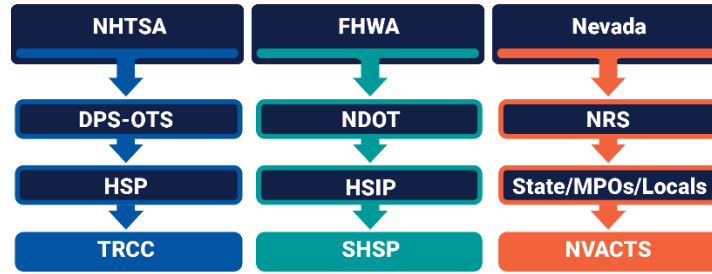 NHTSA
FHWA
Nevada
DPS-OTS
NDOT
NRS
HSP
HSIP
State/MPOs/Locals
TRCC
SHSP
NVACTS